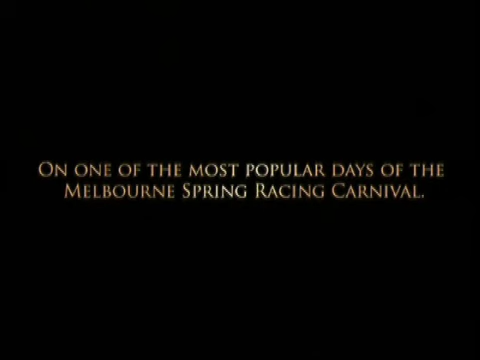 On one of the most popular days of the
Melbourne Spring Racing Carnival.